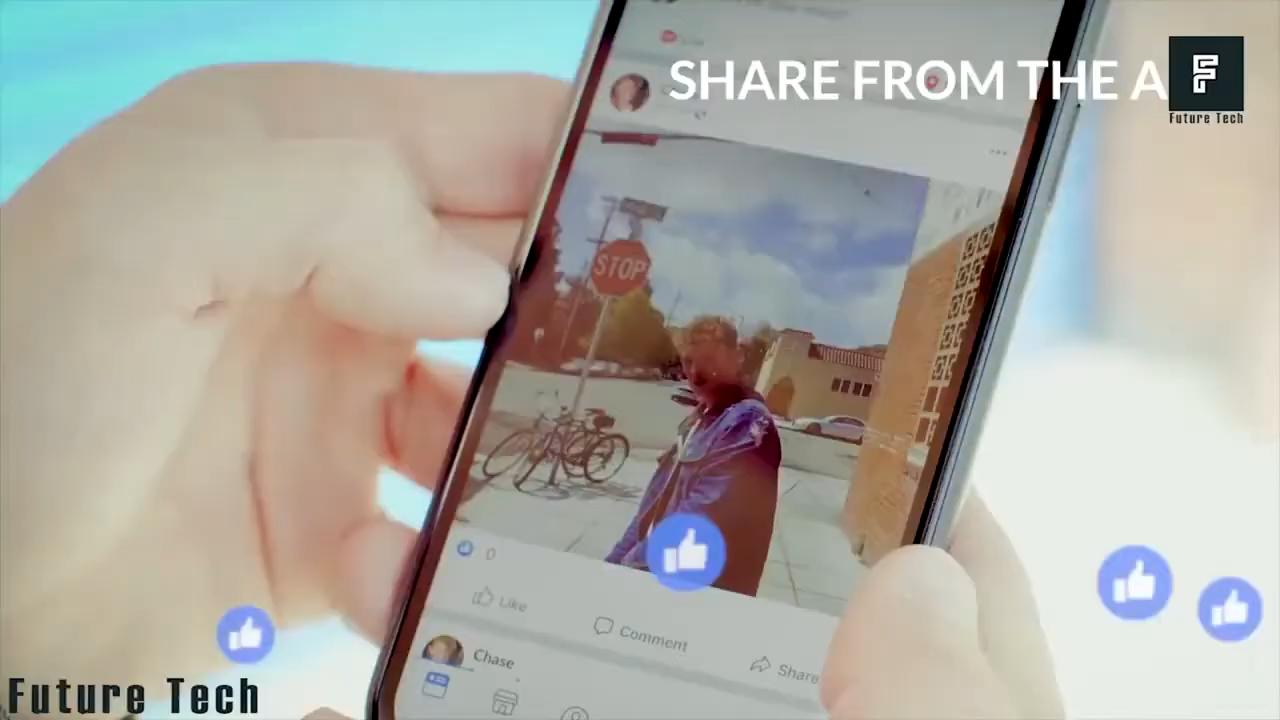 SHARE FROM THE A
Future Tech
STOP
0
Like
Comment
Share
Chase
Future Tech